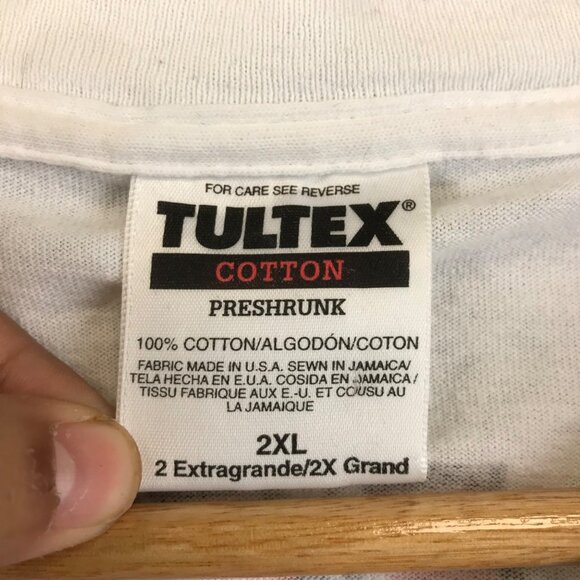 FOR CARE SEE REVERSE
TULTEX®
COTTON
PRESHRUNK
100% COTTON/ALGODÓN/COTON
FABRIC MADE IN U.S.A. SEWN IN JAMAICA/
TELA HECHA EN E.U.A. COSIDA EN JAMAICA/
TISSU FABRIQUE AUX E.-U. ET COUSU AU
LA JAMAIQUE
2XL
2 Extragrande/2X Grand